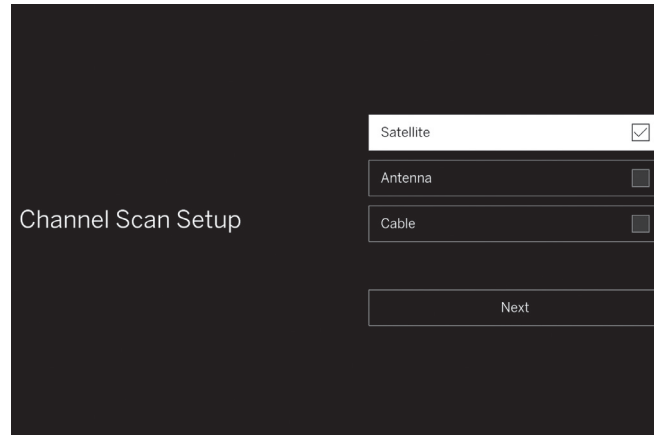 Channel Scan Setup
Satellite
Antenna
Cable
Next